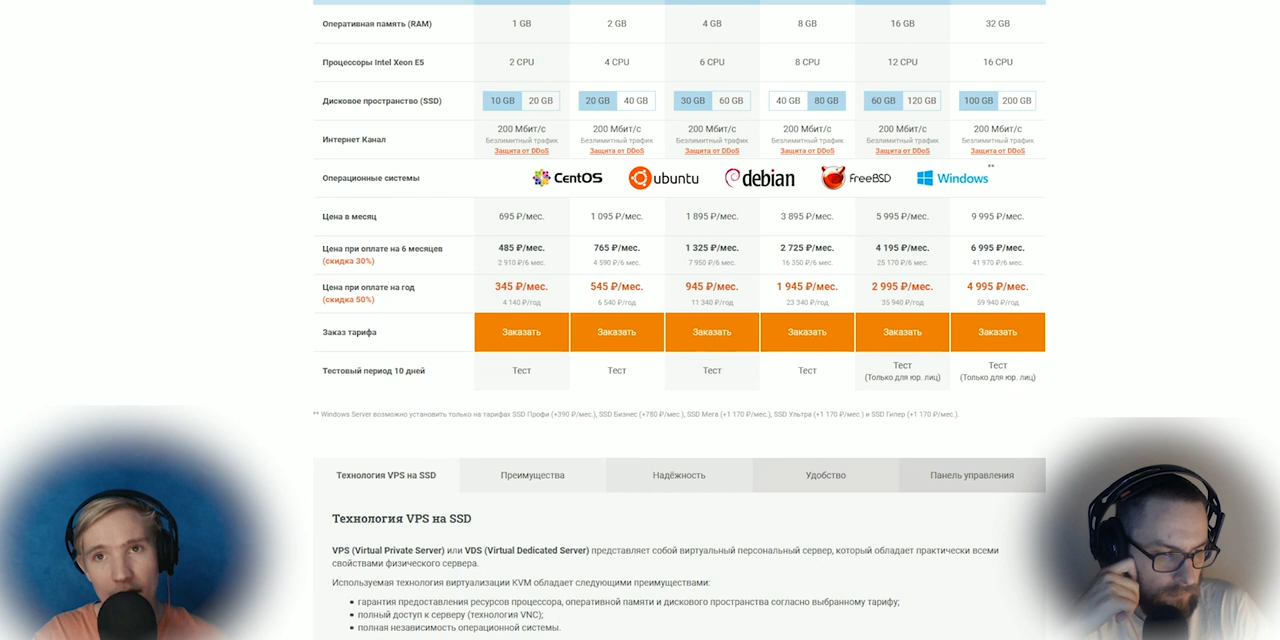 Оперативная память (RAM) 1 GB 2 GB 4 GB 8 GB 16 GB 32 GB
Процессоры Intel Xeon E5 2 CPU 4 CPU 6 CPU 8 CPU 12 CPU 16 CPU
Дисковое пространство (SSD) 10 GB 20 GB 20 GB 40 GB 30 GB 60 GB 40 GB 80 GB 60 GB 120 GB 100 GB 200 GB
Интернет Канал 200 Мбит/с 200 Мбит/с 200 Мбит/с 200 Мбит/с 200 Мбит/с 200 Мбит/с
Безлимитный трафик Безлимитный трафик Безлимитный трафик Безлимитный трафик Безлимитный трафик Безлимитный трафик
Защита от DDoS Защита от DDoS Защита от DDoS Защита от DDoS Защита от DDoS Защита от DDoS
Операционные системы CentOS ubuntu debian FreeBSD Windows **
Цена в месяц 695 ₽/мес. 1 095 ₽/мес. 1 895 ₽/мес. 3 895 ₽/мес. 5 995 ₽/мес. 9 995 ₽/мес.
Цена при оплате на 6 месяцев 485 ₽/мес. 765 ₽/мес. 1 325 ₽/мес. 2 725 ₽/мес. 4 195 ₽/мес. 6 995 ₽/мес.
(скидка 30%) 2 910 ₽/6 мес. 4 590 ₽/6 мес. 7 950 ₽/6 мес. 16 350 ₽/6 мес. 25 170 ₽/6 мес. 41 970 ₽/6 мес.
Цена при оплате на год 345 ₽/мес. 545 ₽/мес. 945 ₽/мес. 1 945 ₽/мес. 2 995 ₽/мес. 4 995 ₽/мес.
(скидка 50%) 4 140 ₽/год 6 540 ₽/год 11 340 ₽/год 23 340 ₽/год 35 940 ₽/год 59 940 ₽/год
Заказ тарифа Заказать Заказать Заказать Заказать Заказать Заказать
Тестовый период 10 дней Тест Тест Тест Тест Тест Тест
(Только для юр. лиц) (Только для юр. лиц)
** Windows Server возможно установить только на тарифах SSD Профи (+390 ₽/мес.), SSD Бизнес (+780 ₽/мес.), SSD Мега (+1 170 ₽/мес.), SSD Ультра (+1 170 ₽/мес.) и SSD Гипер (+1 170 ₽/мес.).
Технология VPS на SSD Преимущества Надёжность Удобство Панель управления
Технология VPS на SSD
VPS (Virtual Private Server) или VDS (Virtual Dedicated Server) представляет собой виртуальный персональный сервер, который обладает практически всеми
свойствами физического сервера.
Используемая технология виртуализации KVM обладает следующими преимуществами:
• гарантия предоставления ресурсов процессора, оперативной памяти и дискового пространства согласно выбранному тарифу;
• полный доступ к серверу (технология VNC);
• полная независимость операционной системы.